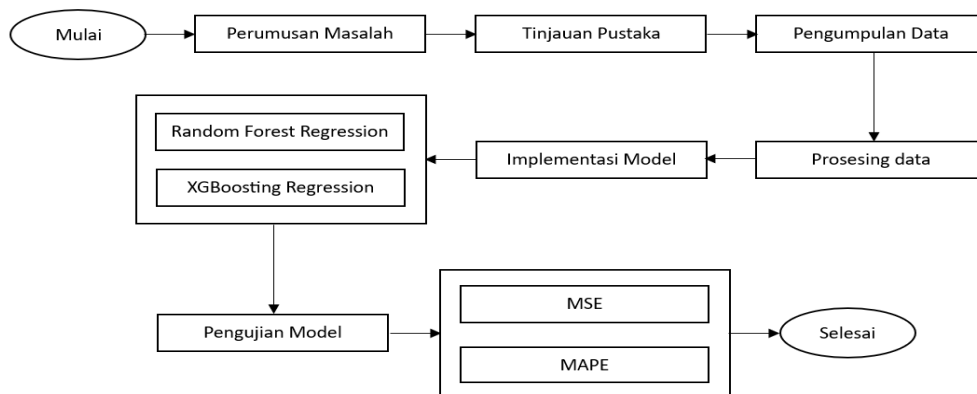 Mulai
Perumusan Masalah
Tinjauan Pustaka
Pengumpulan Data
Prosesing data
Implementasi Model
Random Forest Regression
XGBoosting Regression
Pengujian Model
MSE
MAPE
Selesai